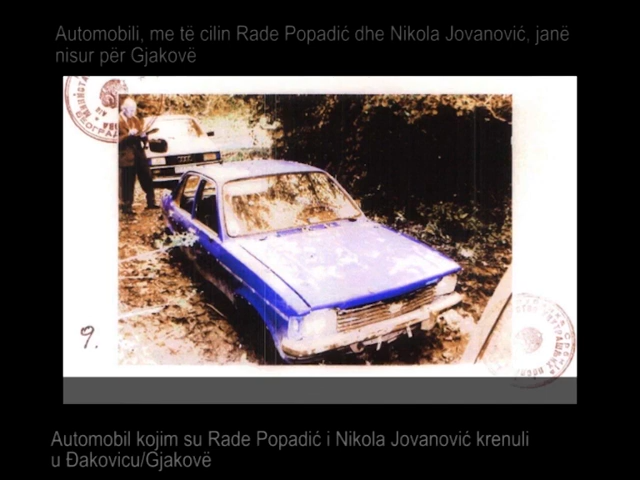 Automobili, me të cilin Rade Popadić dhe Nikola Jovanović, janë
nisur për Gjakovë
9.
Automobil kojim su Rade Popadić i Nikola Jovanović krenuli
u Đakovicu/Gjakovë